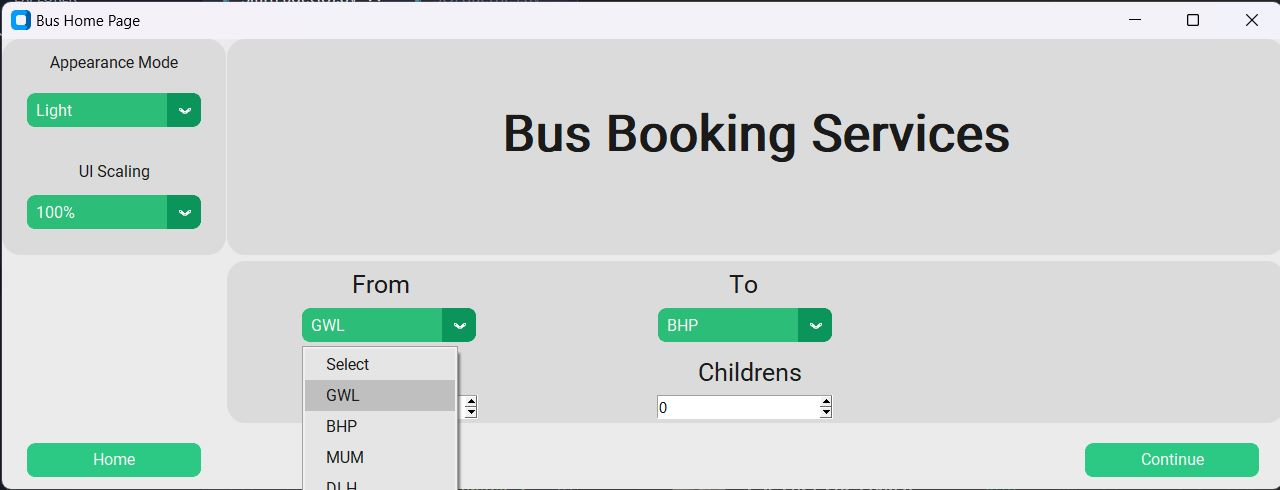 Bus Home Page
Appearance Mode
Light
UI Scaling
100%
Bus Booking Services
From
To
GWL
BHP
Select
GWL
BHP
MUM
DLH
Childrens
0
Home
Continue